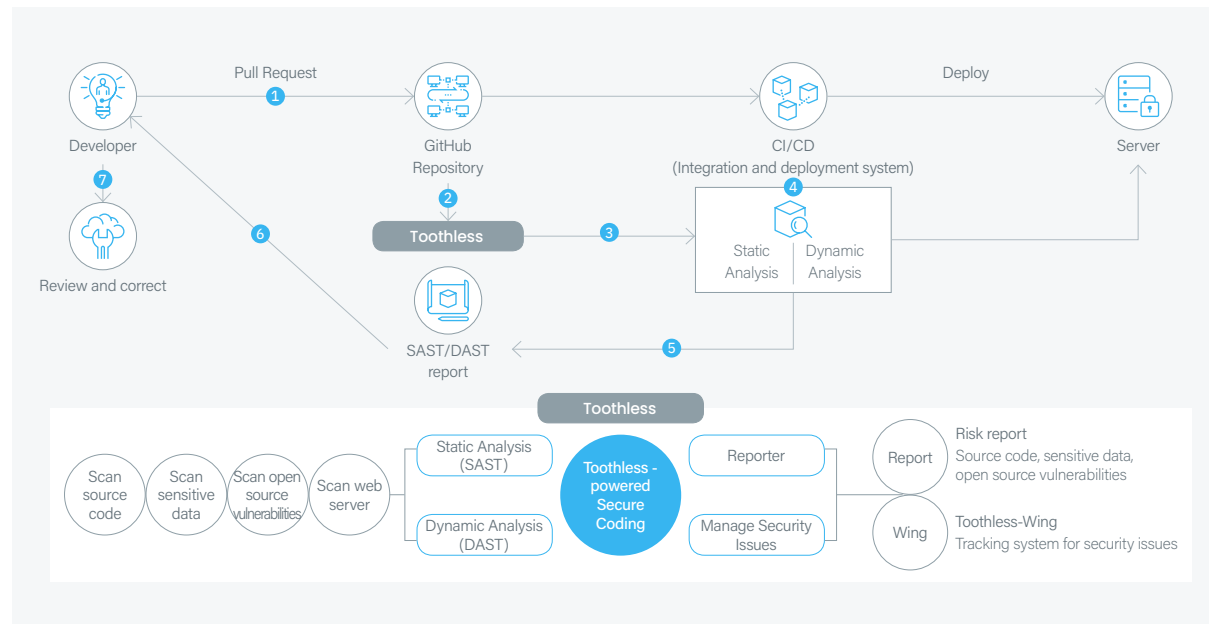 Pull Request
Deploy
1
Developer
GitHub
Repository
CI/CD
(Integration and deployment system)
Server
7
2
4
Toothless
3
6
Static
Analysis
Dynamic
Analysis
Review and correct
SAST/DAST
report
5
Toothless
Scan
source
code
Scan
sensitive
data
Scan open
source
vulnerabilities
Scan web
server
Static Analysis
(SAST)
Dynamic Analysis
(DAST)
Toothless -
powered
Secure
Coding
Reporter
Manage Security
Issues
Report
Risk report
Source code, sensitive data,
open source vulnerabilities
Wing
Toothless-Wing
Tracking system for security issues